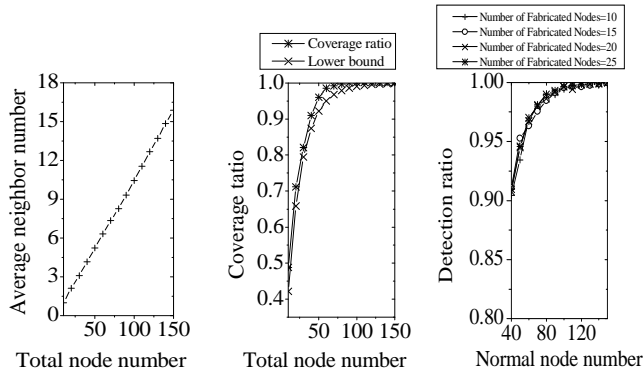 Coverage ratio
Lower bound
Number of Fabricated Nodes=10
Number of Fabricated Nodes=15
Number of Fabricated Nodes=20
Number of Fabricated Nodes=25
Average neighbor number
18
15
12
9
6
3
0
50
100
150
Total node number
Coverage tatio
1.0
0.9
0.8
0.7
0.6
0.5
0.4
50
100
150
Total node number
Detection ratio
1.00
0.95
0.90
0.85
0.80
40
80
120
Normal node number